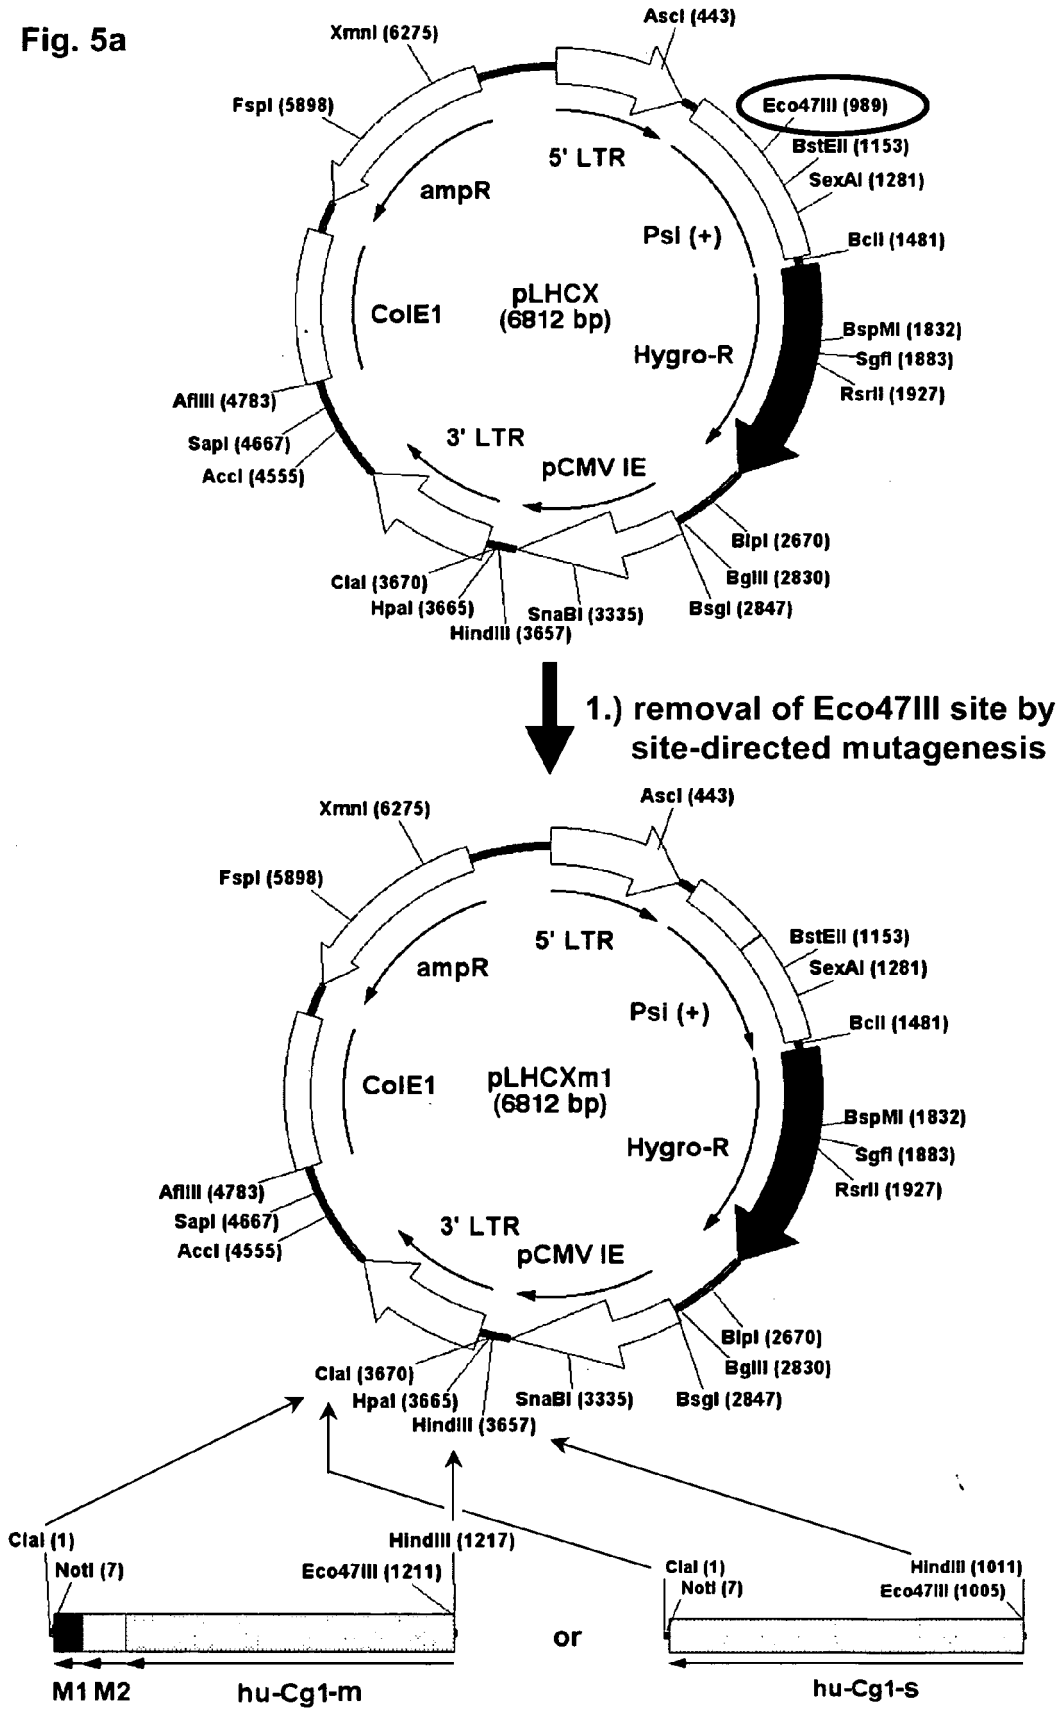 Fig. 5a
AscI (443)
XmnI (6275)
Eco47III (989)
FspI (5898)
BstEII (1153)
5' LTR
SexAI (1281)
ampR
Psi (+)
BclI (1481)
pLHCX
(6812 bp)
ColE1
BspMI (1832)
Hygro-R
SgfI (1883)
RsrII (1927)
AflIII (4783)
3' LTR
SapI (4667)
pCMV IE
AccI (4555)
BlpI (2670)
ClaI (3670)
BglII (2830)
HpaI (3665)
SnaBI (3335)
BsgI (2847)
HindIII (3657)
1.) removal of Eco47III site by
site-directed mutagenesis
AscI (443)
XmnI (6275)
FspI (5898)
BstEII (1153)
5' LTR
SexAI (1281)
ampR
Psi (+)
BclI (1481)
pLHCXm1
(6812 bp)
ColE1
BspMI (1832)
Hygro-R
SgfI (1883)
RsrII (1927)
AflIII (4783)
SapI (4667)
3' LTR
AccI (4555)
pCMV IE
BlpI (2670)
ClaI (3670)
BglII (2830)
HpaI (3665)
SnaBI (3335)
BsgI (2847)
HindIII (3657)
ClaI (1)
HindIII (1217)
NotI (7)
Eco47III (1211)
ClaI (1)
HindIII (1011)
NotI (7)
Eco47III (1005)
or
M1 M2
hu-Cg1-m
hu-Cg1-s